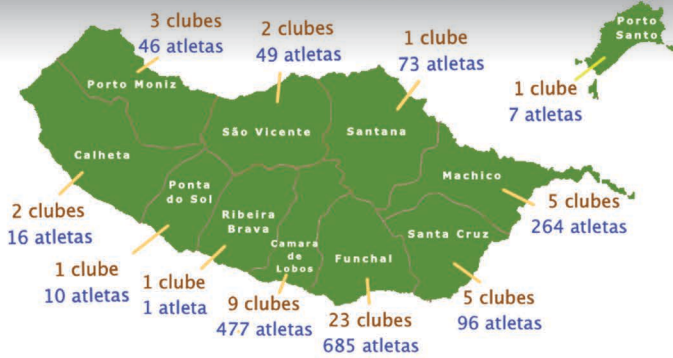 3 clubes
46 atletas
2 clubes
49 atletas
1 clube
73 atletas
Porto
Santo
1 clube
7 atletas
Porto Moniz
São Vicente
Santana
Calheta
Machico
Ponta
do Sol
Ribeira
Brava
Camara
de
Lobos
Funchal
Santa Cruz
5 clubes
264 atletas
2 clubes
16 atletas
1 clube
10 atletas
1 clube
1 atleta
9 clubes
477 atletas
23 clubes
685 atletas
5 clubes
96 atletas